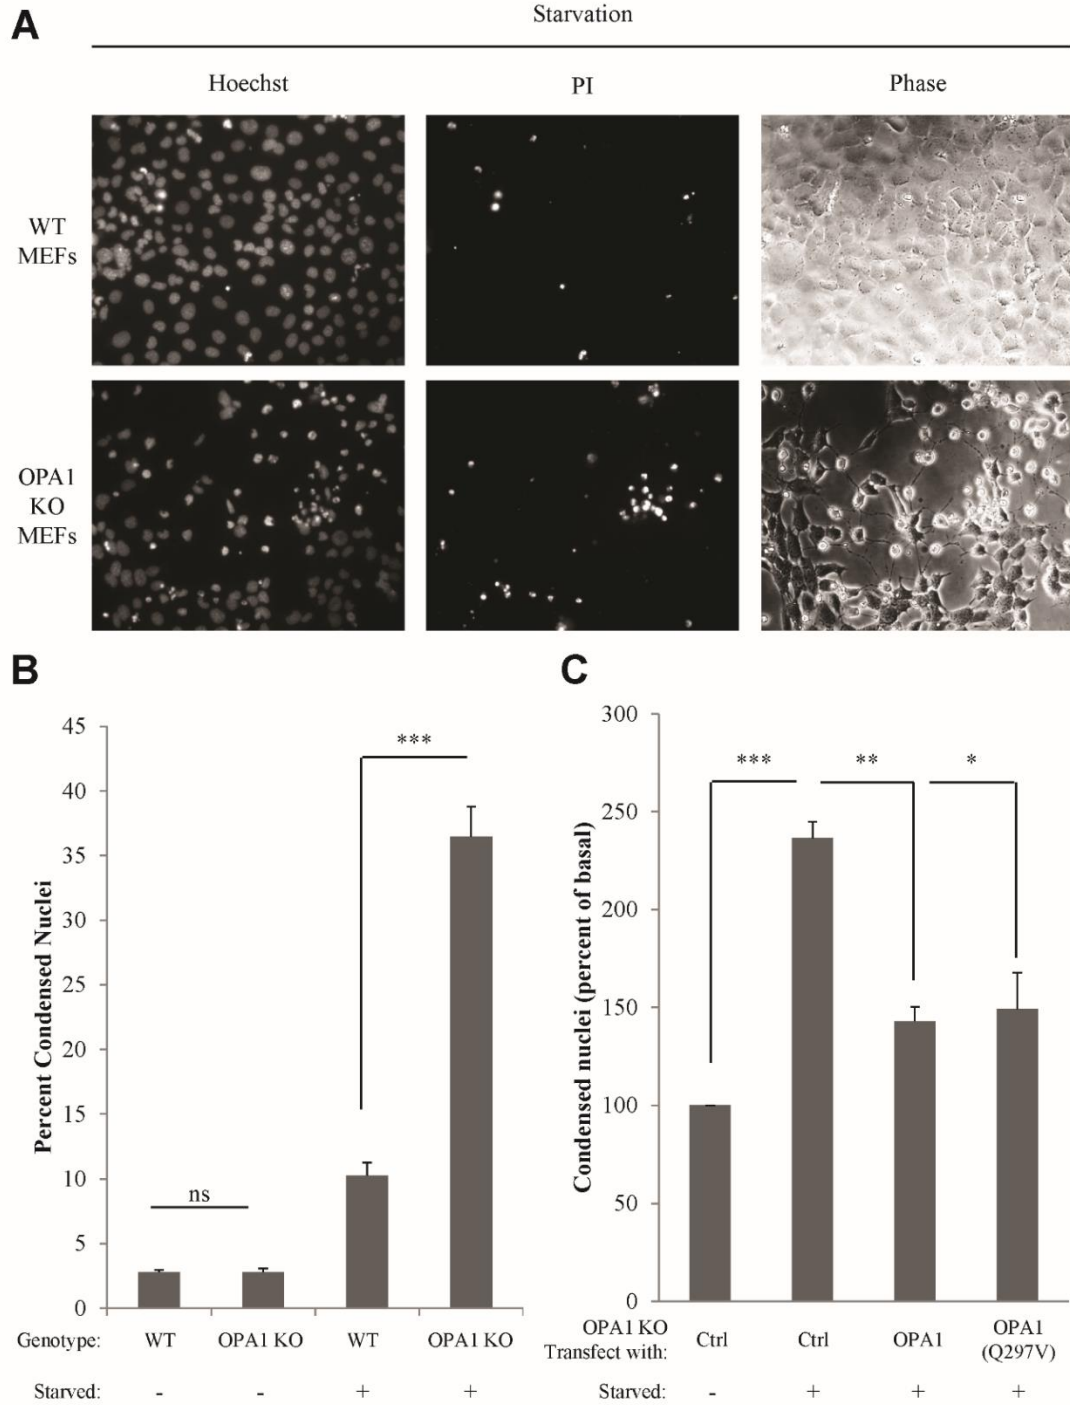 A
Starvation
Hoechst PI Phase
WT
MEFs
OPA1
KO
MEFs
B
Percent Condensed Nuclei
45
40
35
30
25
20
15
10
5
0
***
ns
Genotype: WT OPA1 KO WT OPA1 KO
Starved: - - + +
C
Condensed nuclei (percent of basal)
300
250
200
150
100
50
0
*** ** *
OPA1 KO
Transfect with:
Ctrl Ctrl OPA1 OPA1
(Q297V)
Starved: - + + +